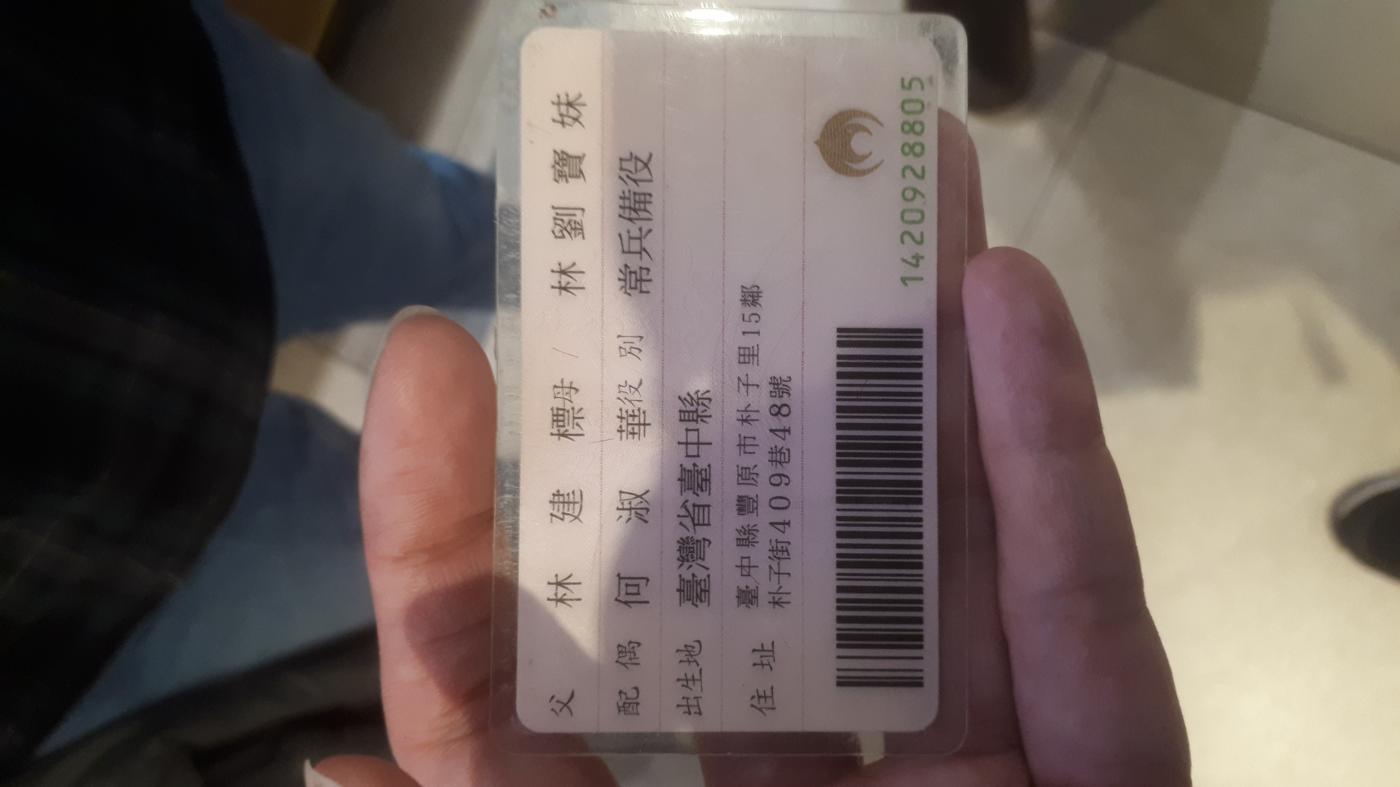 父 林 建 標 母 / 林 劉 寶 妹
配偶 何 淑 華 役別 常兵備役
出生地 臺灣省臺中縣
住址 臺中縣豐原市朴子里15鄰
朴子街409巷48號
1420928805